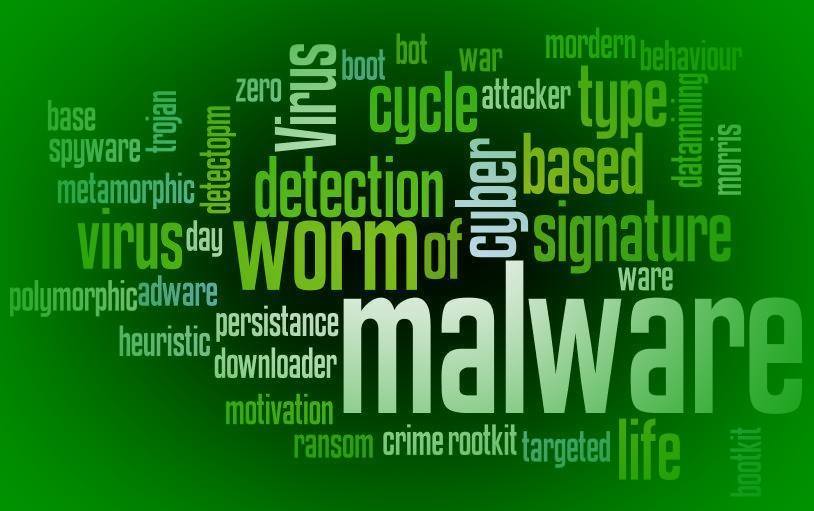 mordern
bot
war
behaviour
Virus
boot
zero
cycle
attacker
type
datamining
base
trojan
detectopm
morris
spyware
cyber
based
metamorphic
detection
virus
day
worm
of
signature
polymorphic
adware
ware
heuristic
persistance
malware
downloader
motivation
ransom
crime
rootkit
targeted
life
bootkit